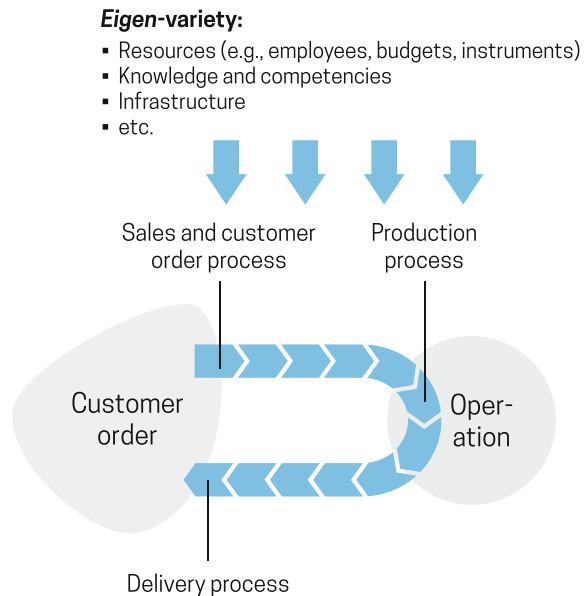 Eigen-variety:
▪ Resources (e.g., employees, budgets, instruments)
▪ Knowledge and competencies
▪ Infrastructure
▪ etc.
Sales and customer
order process
Production
process
Customer
order
Oper-
ation
Delivery process